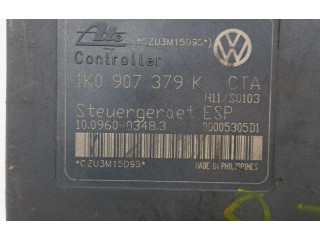 Ate (*CZU3M15D95*)
Controller
1K0 907 379 K CTA
H11/S0103
Steuergeraet ESP
10.0960-0348.3 00005305D1
*CZU3M15D95*
MADE IN PHILIPPINES